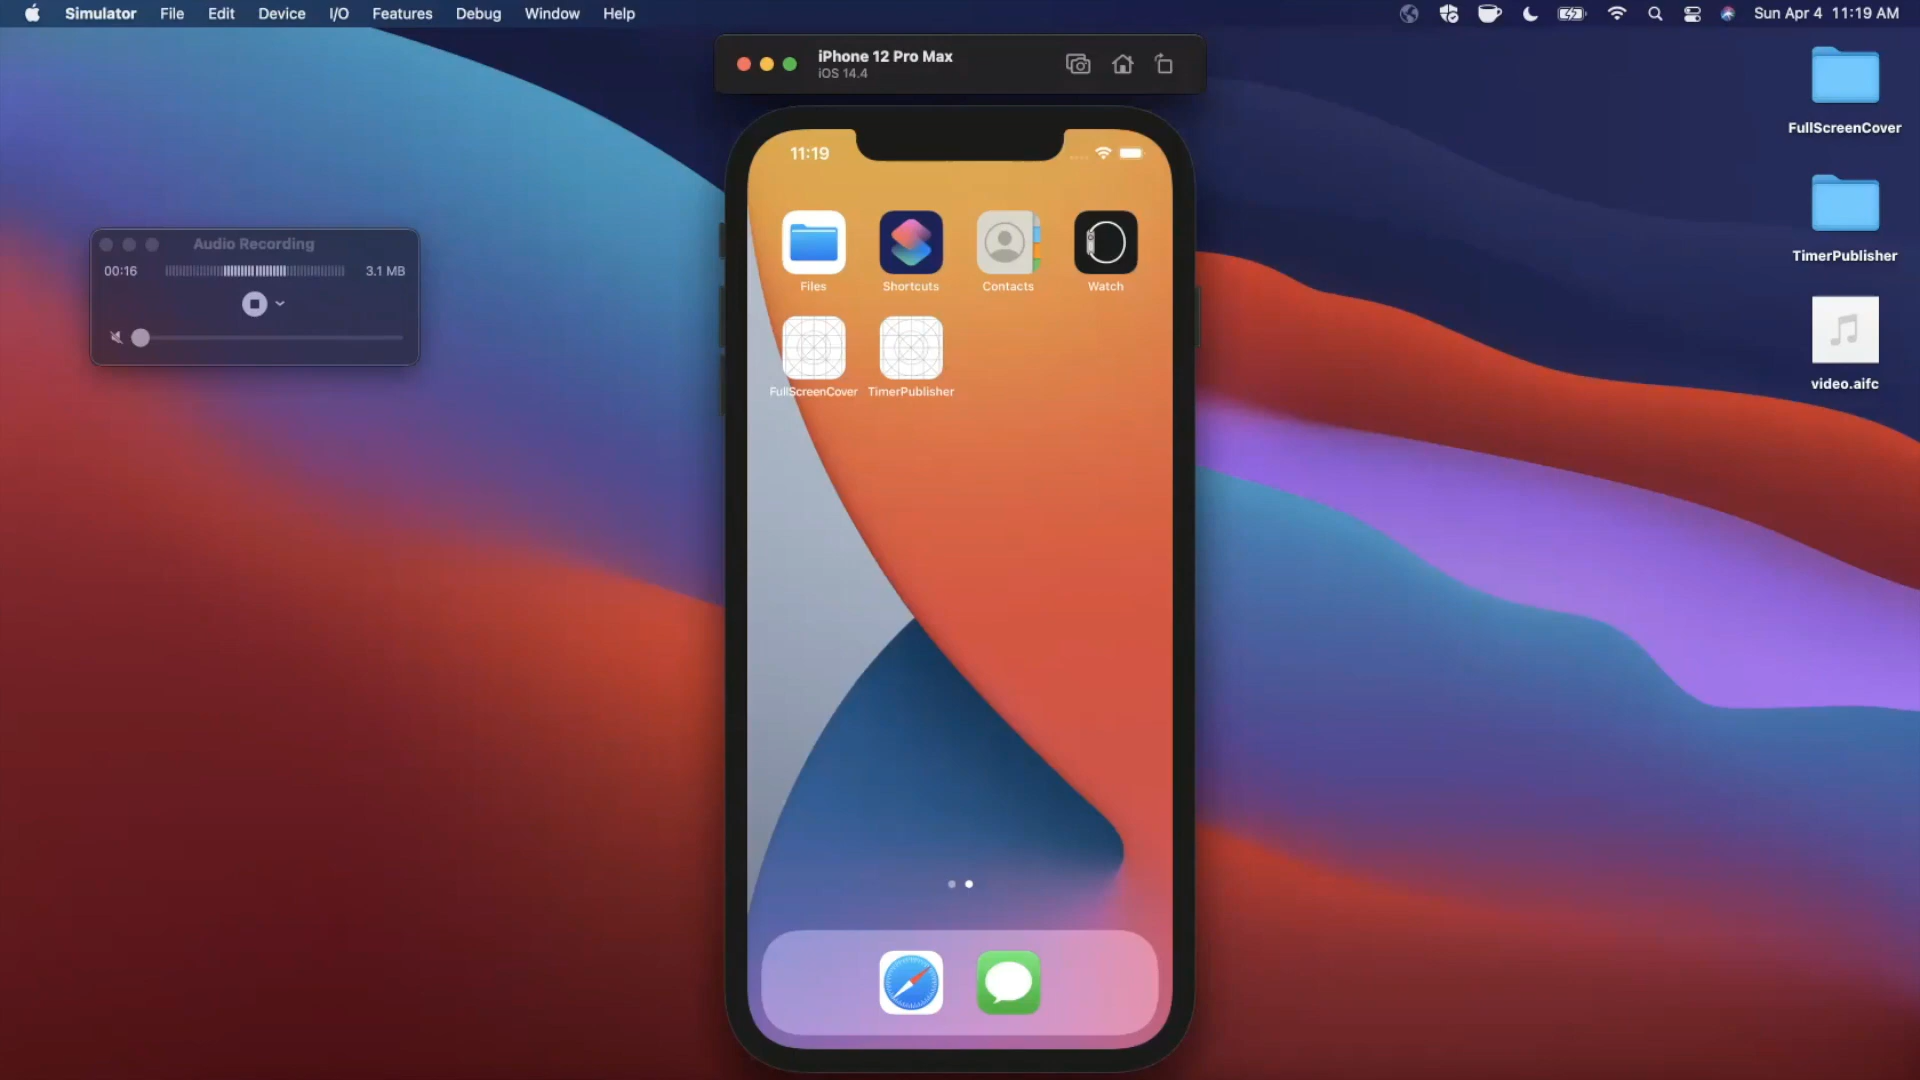 Simulator File Edit Device I/O Features Debug Window Help Sun Apr 4 11:19 AM
iPhone 12 Pro Max
iOS 14.4
11:19
Files Shortcuts Contacts Watch
FullScreenCover TimerPublisher
Audio Recording
00:16 3.1 MB
FullScreenCover
TimerPublisher
video.aifc